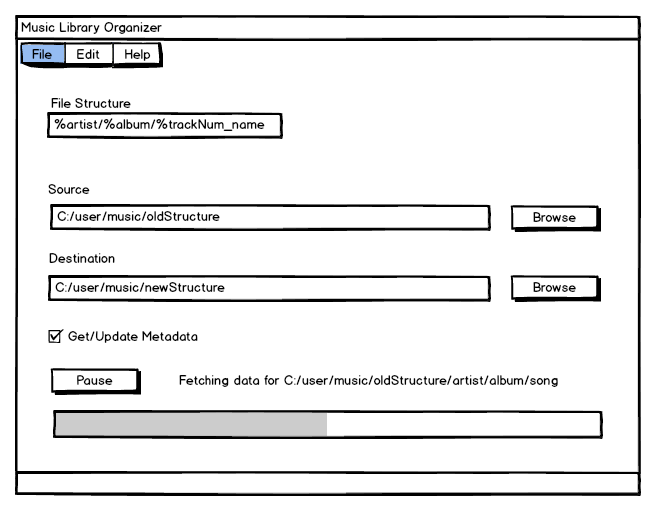 Music Library Organizer
File Edit Help
File Structure
%artist/%album/%trackNum_name
Source
C:/user/music/oldStructure Browse
Destination
C:/user/music/newStructure Browse
Get/Update Metadata
Pause Fetching data for C:/user/music/oldStructure/artist/album/song